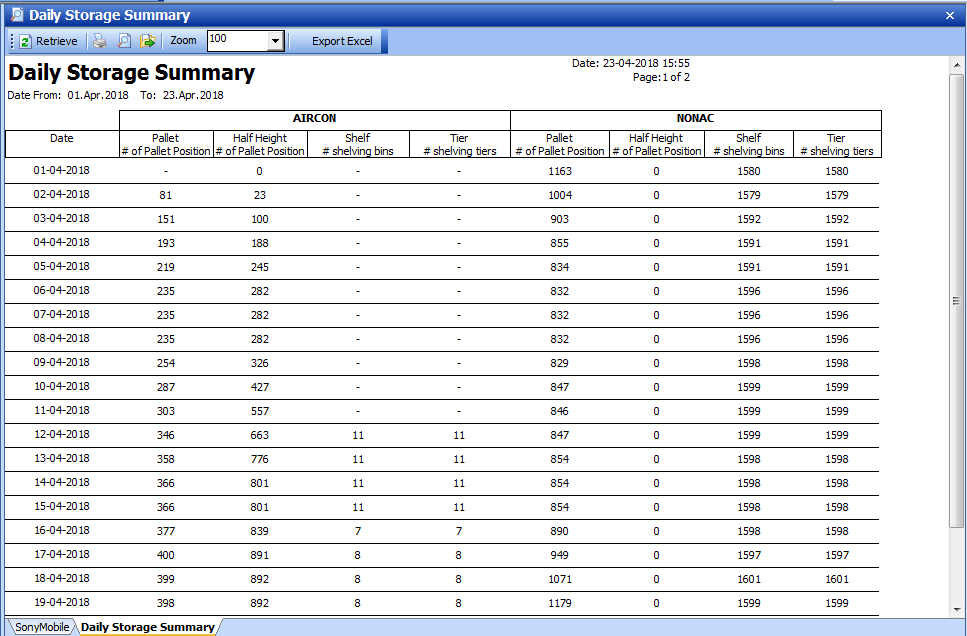 Daily Storage Summary
Retrieve Zoom 100 Export Excel
Daily Storage Summary
Date: 23-04-2018 15:55
Page:1 of 2
Date From: 01.Apr.2018 To: 23.Apr.2018
AIRCON NONAC
Date Pallet Half Height Shelf Tier Pallet Half Height Shelf Tier
# of Pallet Position # of Pallet Position # shelving bins # shelving tiers # of Pallet Position # of Pallet Position # shelving bins # shelving tiers
01-04-2018 - 0 - - 1163 0 1580 1580
02-04-2018 81 23 - - 1004 0 1579 1579
03-04-2018 151 100 - - 903 0 1592 1592
04-04-2018 193 188 - - 855 0 1591 1591
05-04-2018 219 245 - - 834 0 1591 1591
06-04-2018 235 282 - - 832 0 1596 1596
07-04-2018 235 282 - - 832 0 1596 1596
08-04-2018 235 282 - - 832 0 1596 1596
09-04-2018 254 326 - - 829 0 1598 1598
10-04-2018 287 427 - - 847 0 1599 1599
11-04-2018 303 557 - - 846 0 1599 1599
12-04-2018 346 663 11 11 847 0 1599 1599
13-04-2018 358 776 11 11 854 0 1598 1598
14-04-2018 366 801 11 11 854 0 1598 1598
15-04-2018 366 801 11 11 854 0 1598 1598
16-04-2018 377 839 7 7 890 0 1598 1598
17-04-2018 400 891 8 8 949 0 1597 1597
18-04-2018 399 892 8 8 1071 0 1601 1601
19-04-2018 398 892 8 8 1179 0 1599 1599
SonyMobile Daily Storage Summary